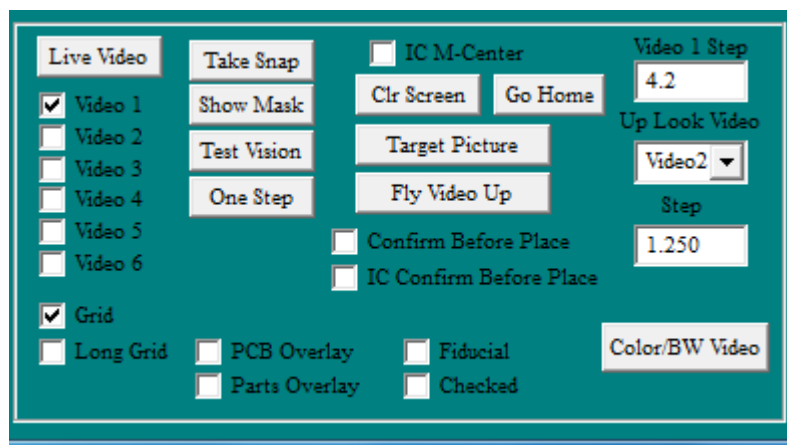 Live Video
Take Snap
IC M-Center
Video 1 Step
Video 1
Show Mask
Clr Screen
Go Home
4.2
Video 2
Up Look Video
Video 3
Test Vision
Target Picture
Video2
Video 4
One Step
Fly Video Up
Step
Video 5
Confirm Before Place
1.250
Video 6
IC Confirm Before Place
Grid
Long Grid
PCB Overlay
Fiducial
Color/BW Video
Parts Overlay
Checked